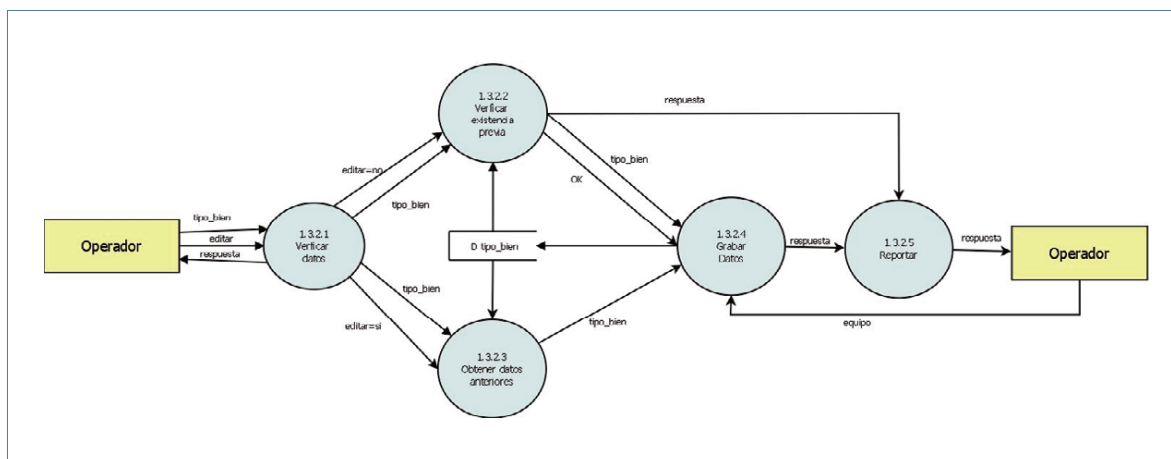 1.3.2.2
Verficar
existencia
previa
respuesta
editar=no
tipo_bien
OK
tipo_bien
Operador
tipo_bien
editar
respuesta
1.3.2.1
Verficar
datos
D tipo_bien
1.3.2.4
Grabar
Datos
respuesta
1.3.2.5
Reportar
respuesta
Operador
tipo_bien
editar=si
tipo_bien
equipo
1.3.2.3
Obtener datos
anteriores